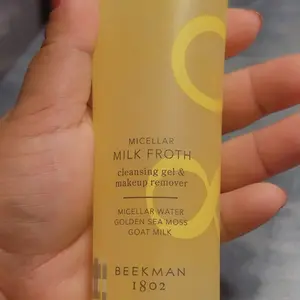 MICELLAR
MILK FROTH
cleansing gel &
makeup remover
MICELLAR WATER
GOLDEN SEA MOSS
GOAT MILK
BEEKMAN
1802